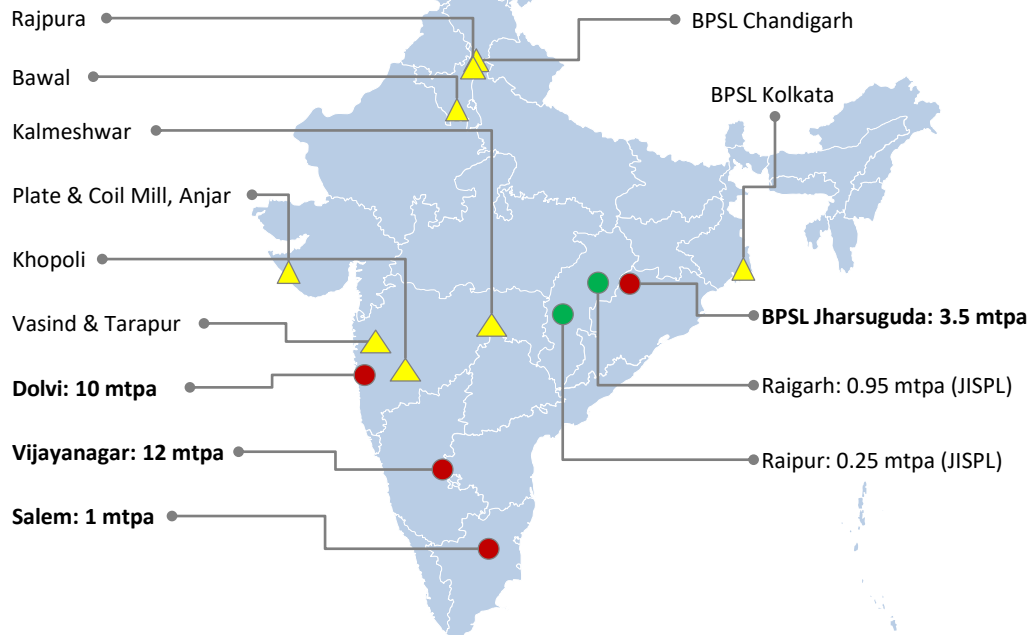 Rajpura
BPSL Chandigarh
Bawal
BPSL Kolkata
Kalmeshwar
Plate & Coil Mill, Anjar
Khopoli
Vasind & Tarapur
BPSL Jharsuguda: 3.5 mtpa
Dolvi: 10 mtpa
Raigarh: 0.95 mtpa (JISPL)
Vijayanagar: 12 mtpa
Raipur: 0.25 mtpa (JISPL)
Salem: 1 mtpa